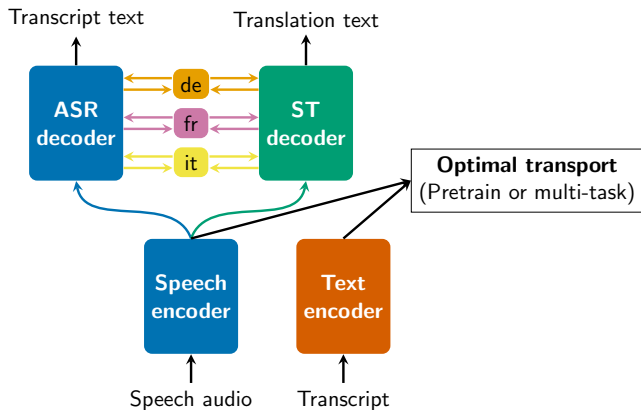 Transcript text
Translation text
ASR
decoder
de
fr
it
ST
decoder
Optimal transport
(Pretrain or multi-task)
Speech
encoder
Text
encoder
Speech audio
Transcript